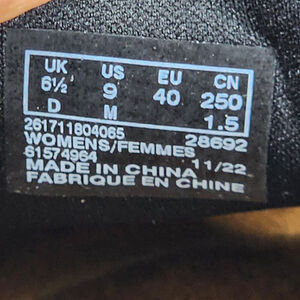 UK US EU CN
6½ 9 40 250
D M 1.5
261711804065
WOMENS/FEMMES 28692
61574964 11/22
MADE IN CHINA
FABRIQUE EN CHINE